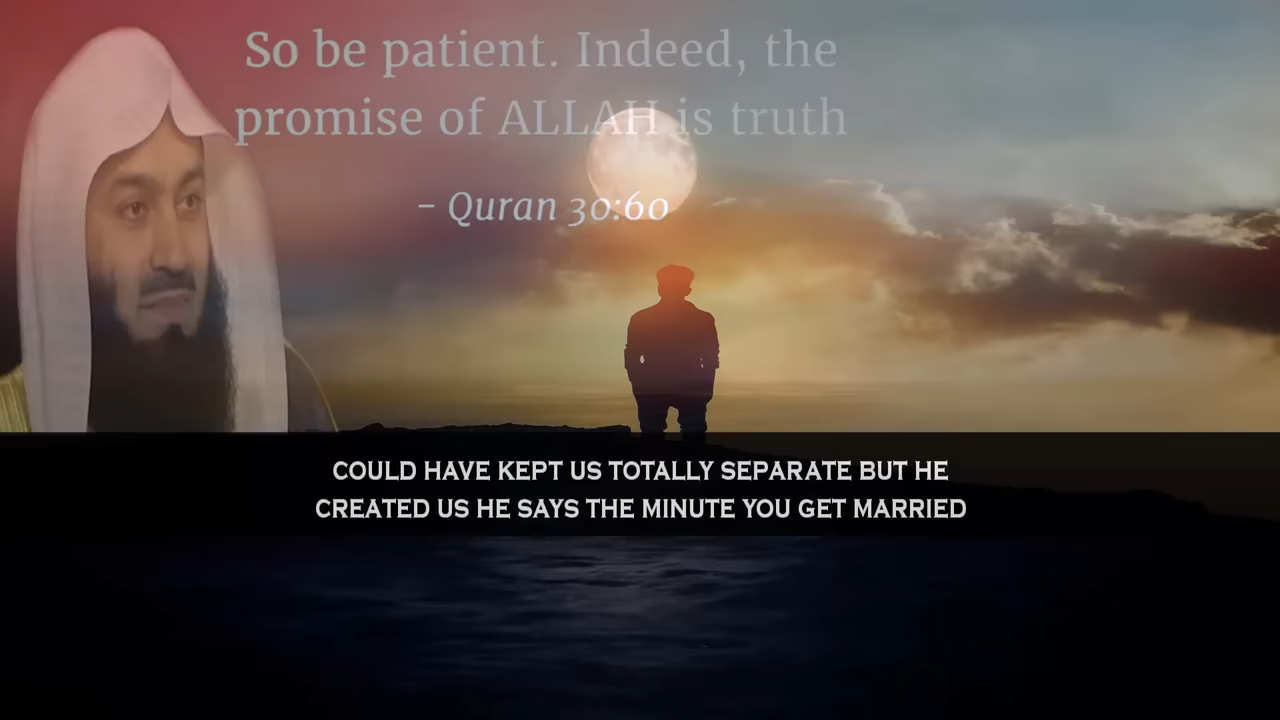 So be patient. Indeed, the
promise of ALLAH is truth
– Quran 30:60
COULD HAVE KEPT US TOTALLY SEPARATE BUT HE
CREATED US HE SAYS THE MINUTE YOU GET MARRIED